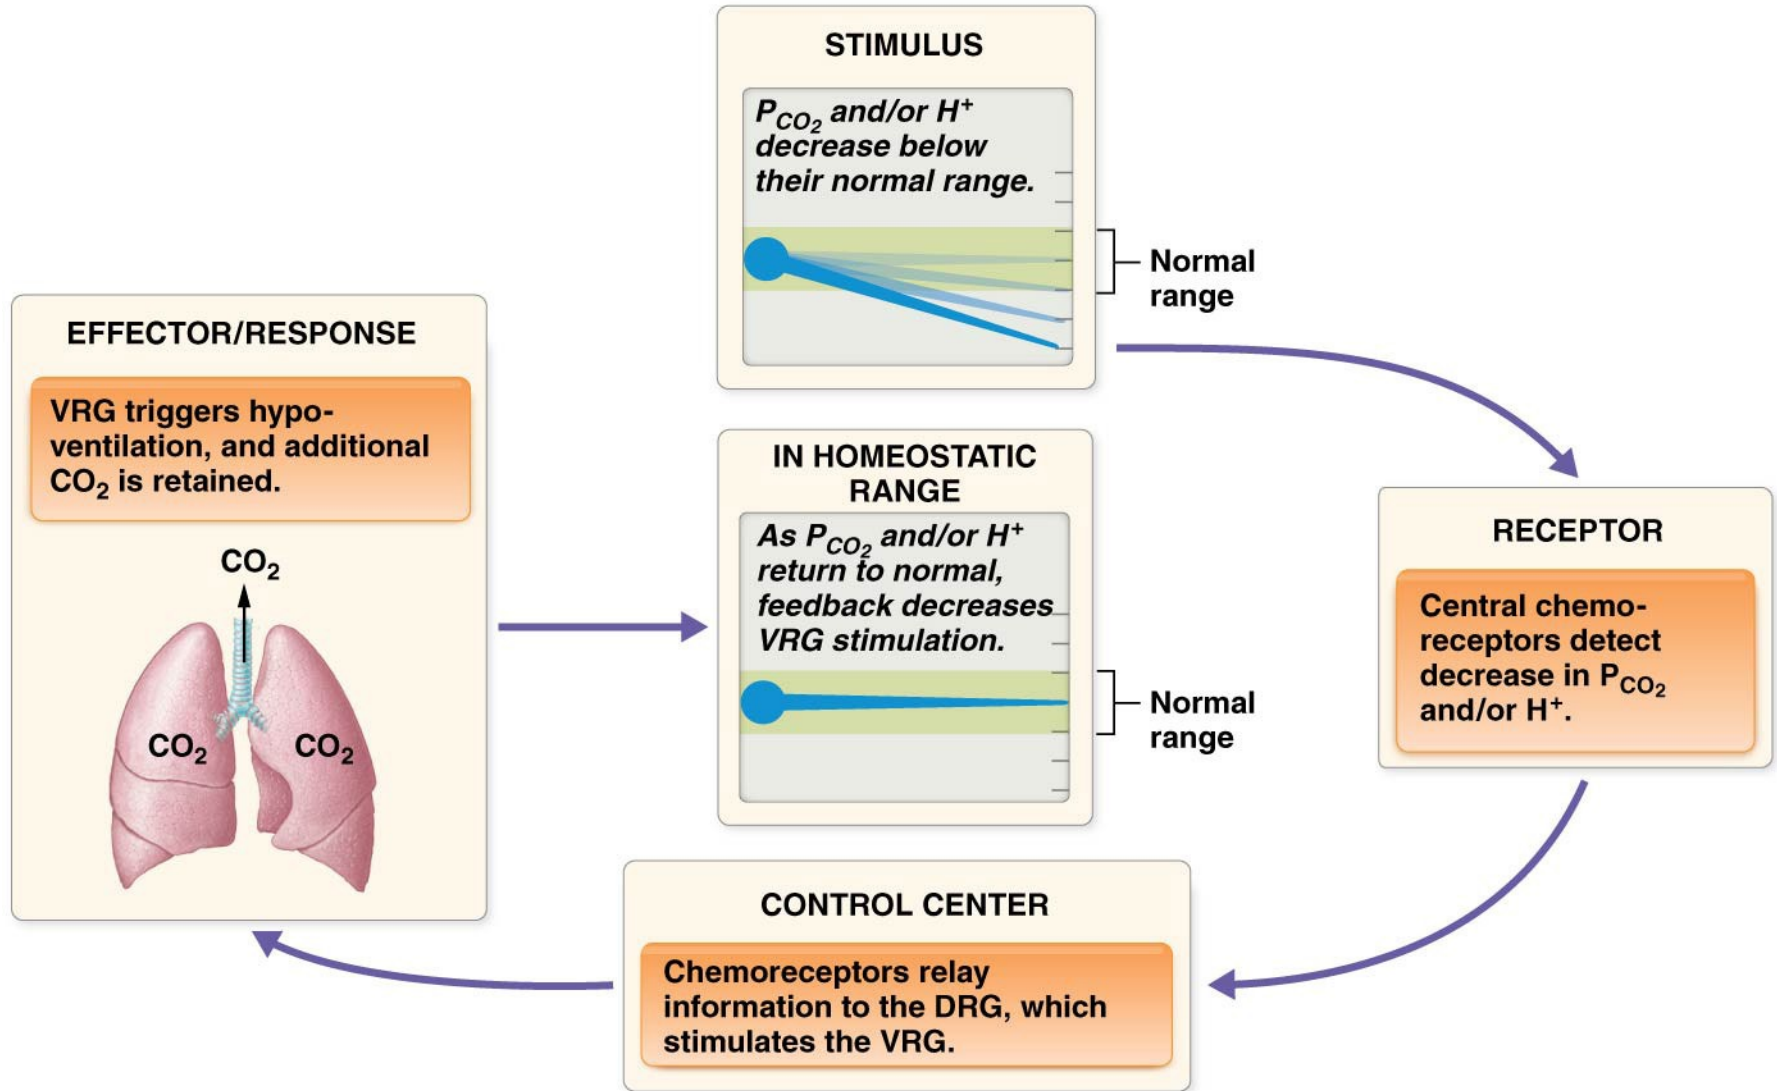 STIMULUS
P_CO₂ and/or H⁺
decrease below
their normal range.
Normal
range
RECEPTOR
Central chemo-
receptors detect
decrease in P_CO₂
and/or H⁺.
CONTROL CENTER
Chemoreceptors relay
information to the DRG, which
stimulates the VRG.
EFFECTOR/RESPONSE
VRG triggers hypo-
ventilation, and additional
CO₂ is retained.
CO₂
CO₂
CO₂
IN HOMEOSTATIC
RANGE
As P_CO₂ and/or H⁺
return to normal,
feedback decreases
VRG stimulation.
Normal
range